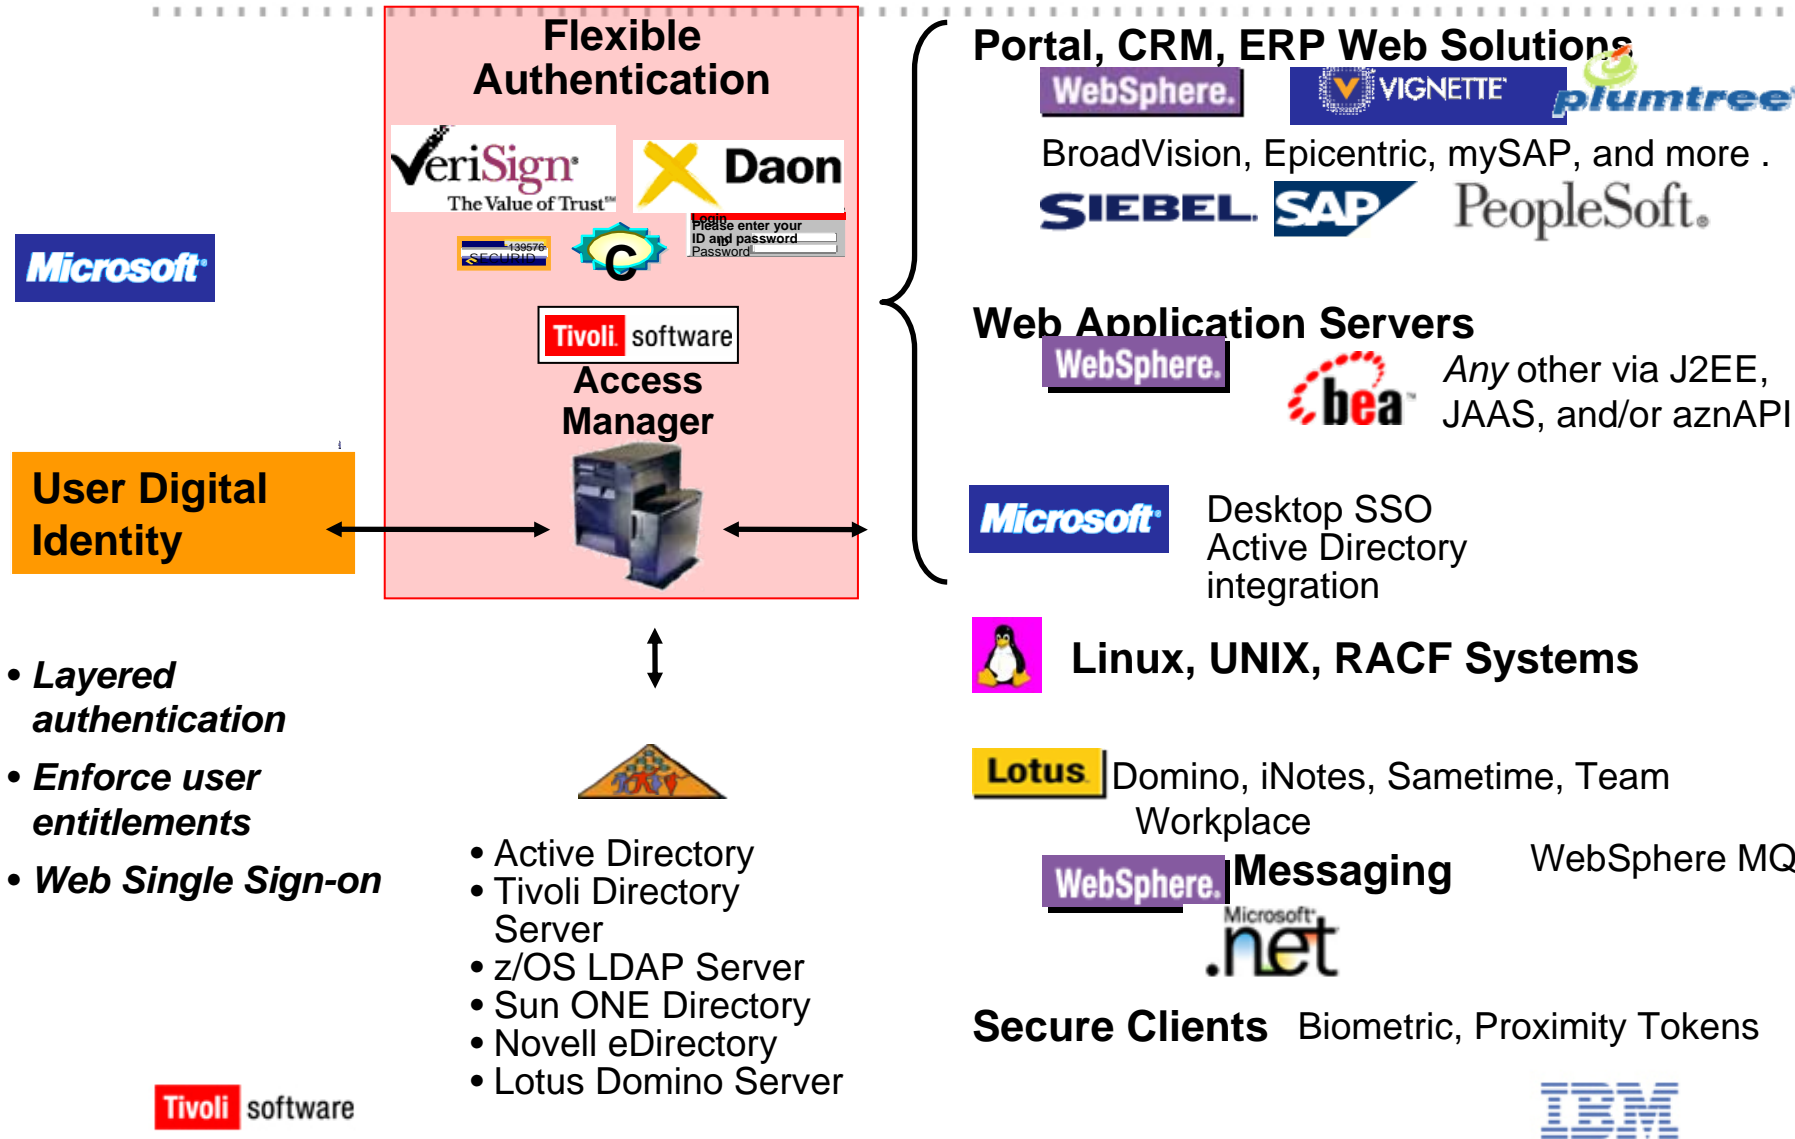 Flexible
Authentication
VeriSign
The Value of Trust℠
Daon
139576
SECURID
C
Login
Please enter your
ID and password
ID
Password
Tivoli software
Access
Manager
Microsoft
User Digital
Identity
• Layered
authentication
• Enforce user
entitlements
• Web Single Sign-on
• Active Directory
• Tivoli Directory
Server
• z/OS LDAP Server
• Sun ONE Directory
• Novell eDirectory
• Lotus Domino Server
Portal, CRM, ERP Web Solutions
WebSphere.
VIGNETTE
plumtree
BroadVision, Epicentric, mySAP, and more .
SIEBEL.
SAP
PeopleSoft.
Web Application Servers
WebSphere.
bea™
Any other via J2EE,
JAAS, and/or aznAPI
Microsoft
Desktop SSO
Active Directory
integration
Linux, UNIX, RACF Systems
Lotus.
Domino, iNotes, Sametime, Team
Workplace
WebSphere.
Messaging
WebSphere MQ
Microsoft
.net
Secure Clients
Biometric, Proximity Tokens
Tivoli software
IBM